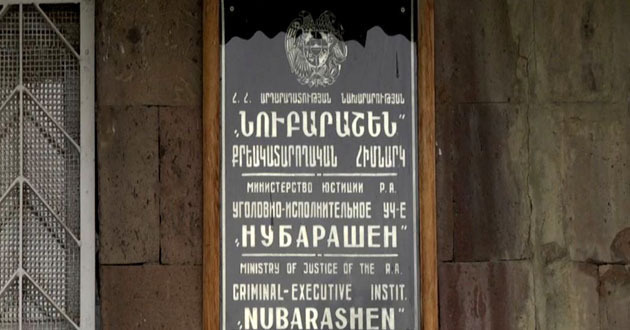 Հ. Հ. ԱՐԴԱՐԱԴԱՏՈՒԹՅԱՆ ՆԱԽԱՐԱՐՈՒԹՅՈՒՆ
„ՆՈՒԲԱՐԱՇԵՆ”
ՔՐԵԱԿԱՏԱՐՈՂԱԿԱՆ ՀԻՄՆԱՐԿ
МИНИСТЕРСТВО ЮСТИЦИИ Р.А.
УГОЛОВНО-ИСПОЛНИТЕЛЬНОЕ УЧ-Е
„НУБАРАШЕН”
MINISTRY OF JUSTICE OF THE R.A.
CRIMINAL-EXECUTIVE INSTIT.
„NUBARASHEN”